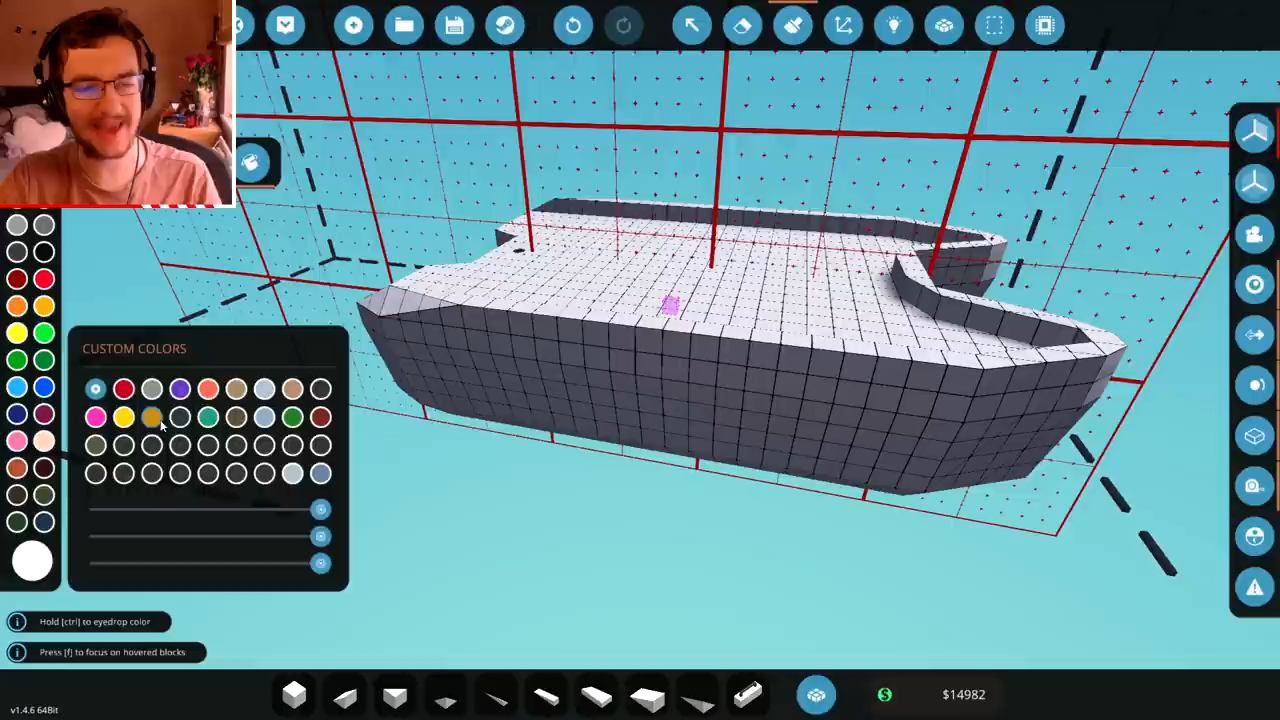 CUSTOM COLORS
Hold [ctrl] to eyedrop color
Press [f] to focus on hovered blocks
$14982
v1.4.6 64Bit